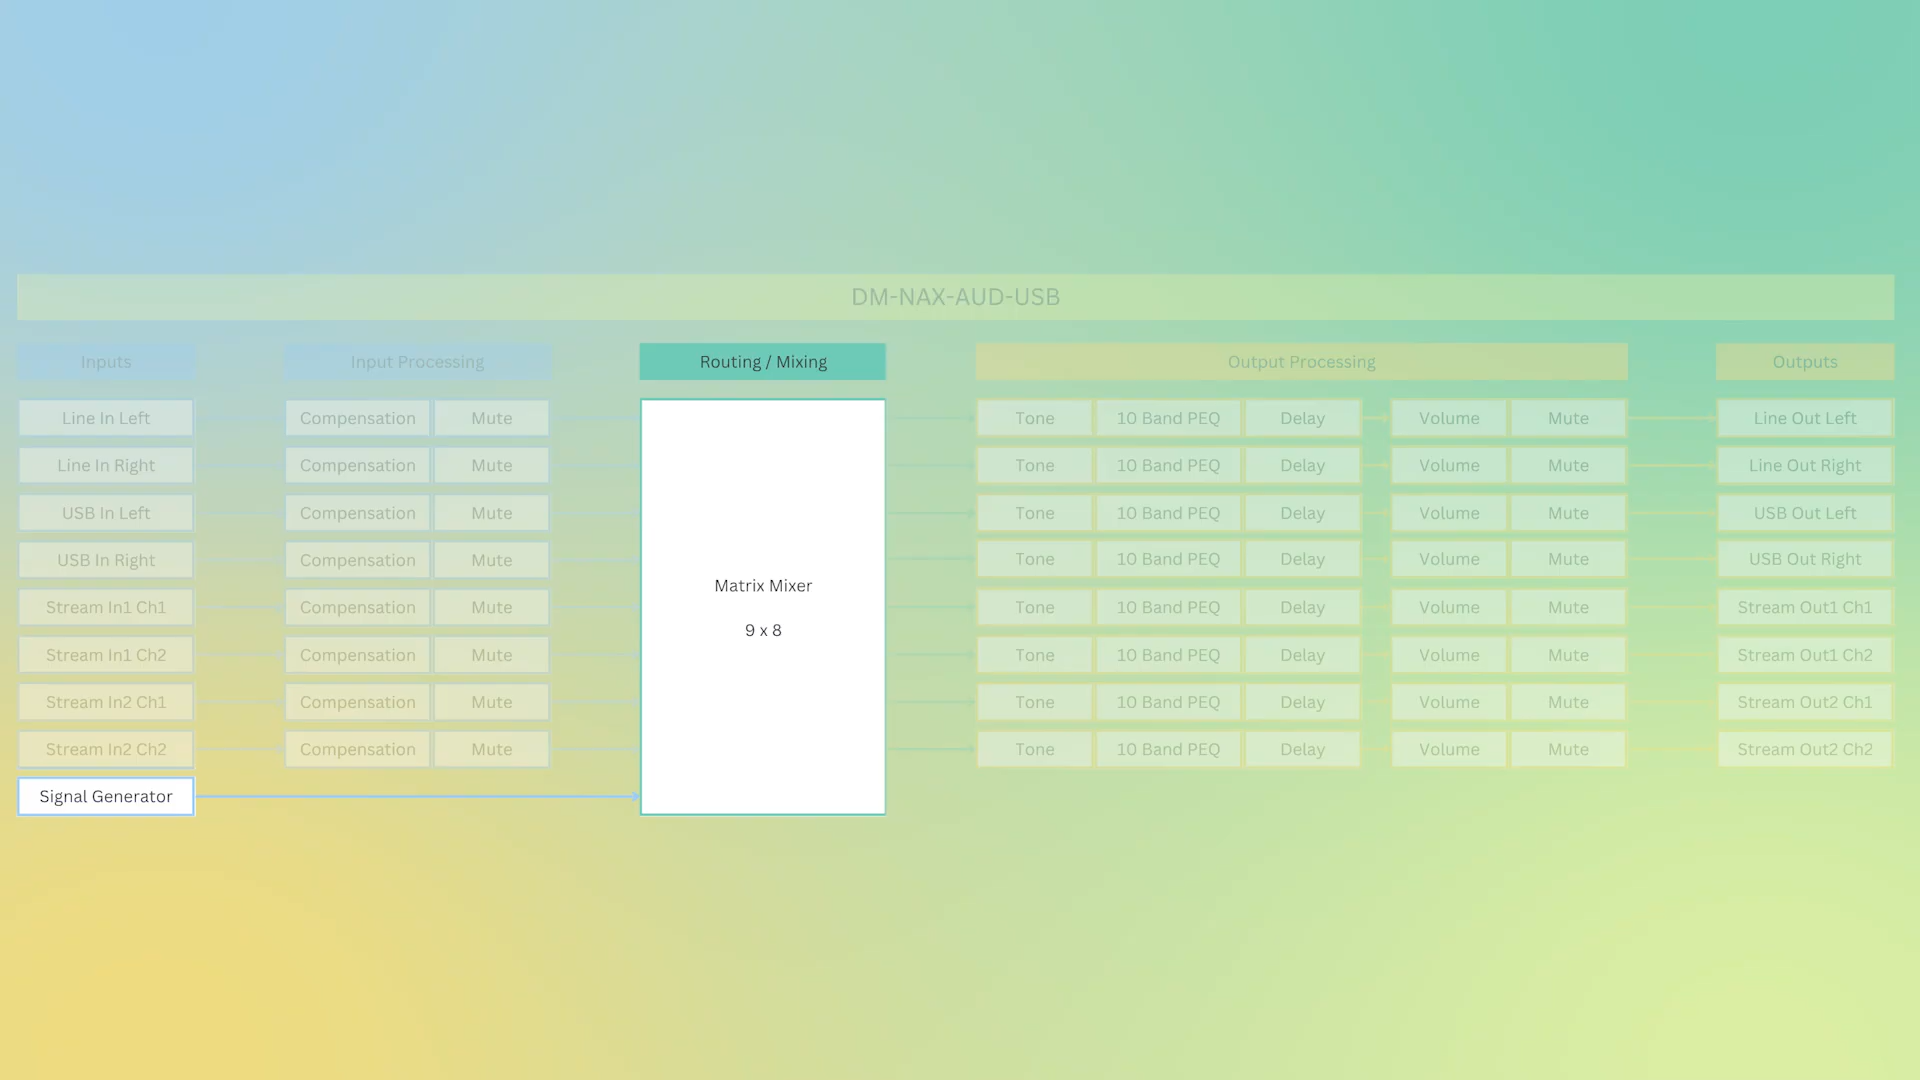 DM-NAX-AUD-USB
Inputs Input Processing Routing / Mixing Output Processing Outputs
Line In Left Compensation Mute Tone 10 Band PEQ Delay Volume Mute Line Out Left
Line In Right Compensation Mute Tone 10 Band PEQ Delay Volume Mute Line Out Right
USB In Left Compensation Mute Tone 10 Band PEQ Delay Volume Mute USB Out Left
USB In Right Compensation Mute Tone 10 Band PEQ Delay Volume Mute USB Out Right
Matrix Mixer
Stream In1 Ch1 Compensation Mute Tone 10 Band PEQ Delay Volume Mute Stream Out1 Ch1
9 x 8
Stream In1 Ch2 Compensation Mute Tone 10 Band PEQ Delay Volume Mute Stream Out1 Ch2
Stream In2 Ch1 Compensation Mute Tone 10 Band PEQ Delay Volume Mute Stream Out2 Ch1
Stream In2 Ch2 Compensation Mute Tone 10 Band PEQ Delay Volume Mute Stream Out2 Ch2
Signal Generator